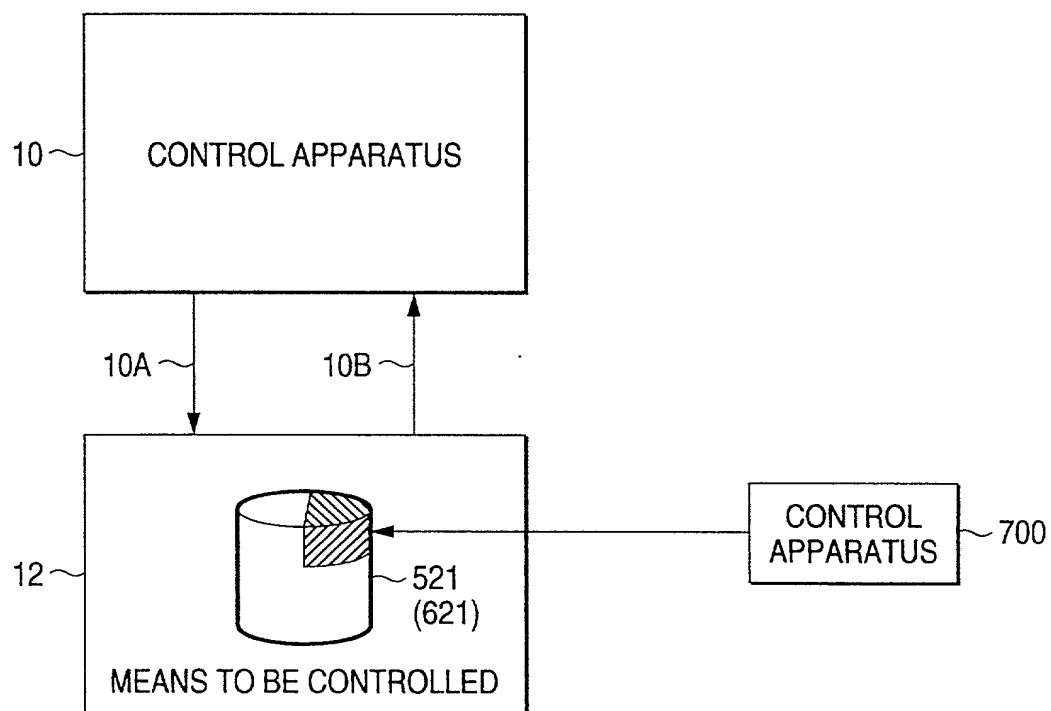 10
CONTROL APPARATUS
10A
10B
12
521
(621)
MEANS TO BE CONTROLLED
CONTROL
APPARATUS
700